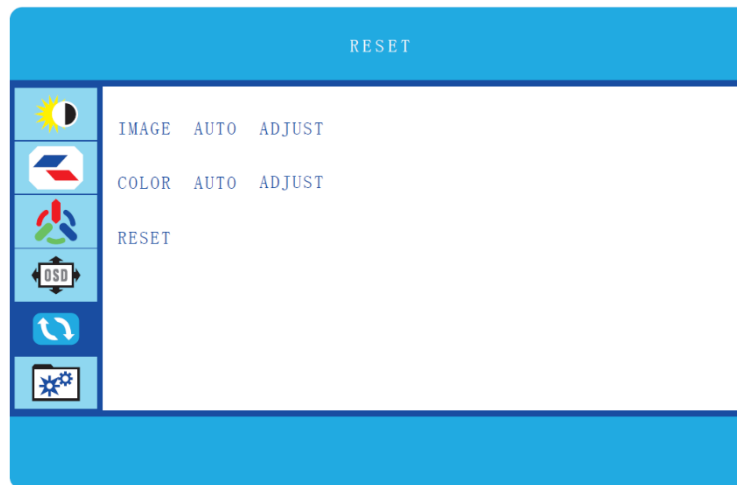 RESET
IMAGE AUTO ADJUST
COLOR AUTO ADJUST
RESET
OSD